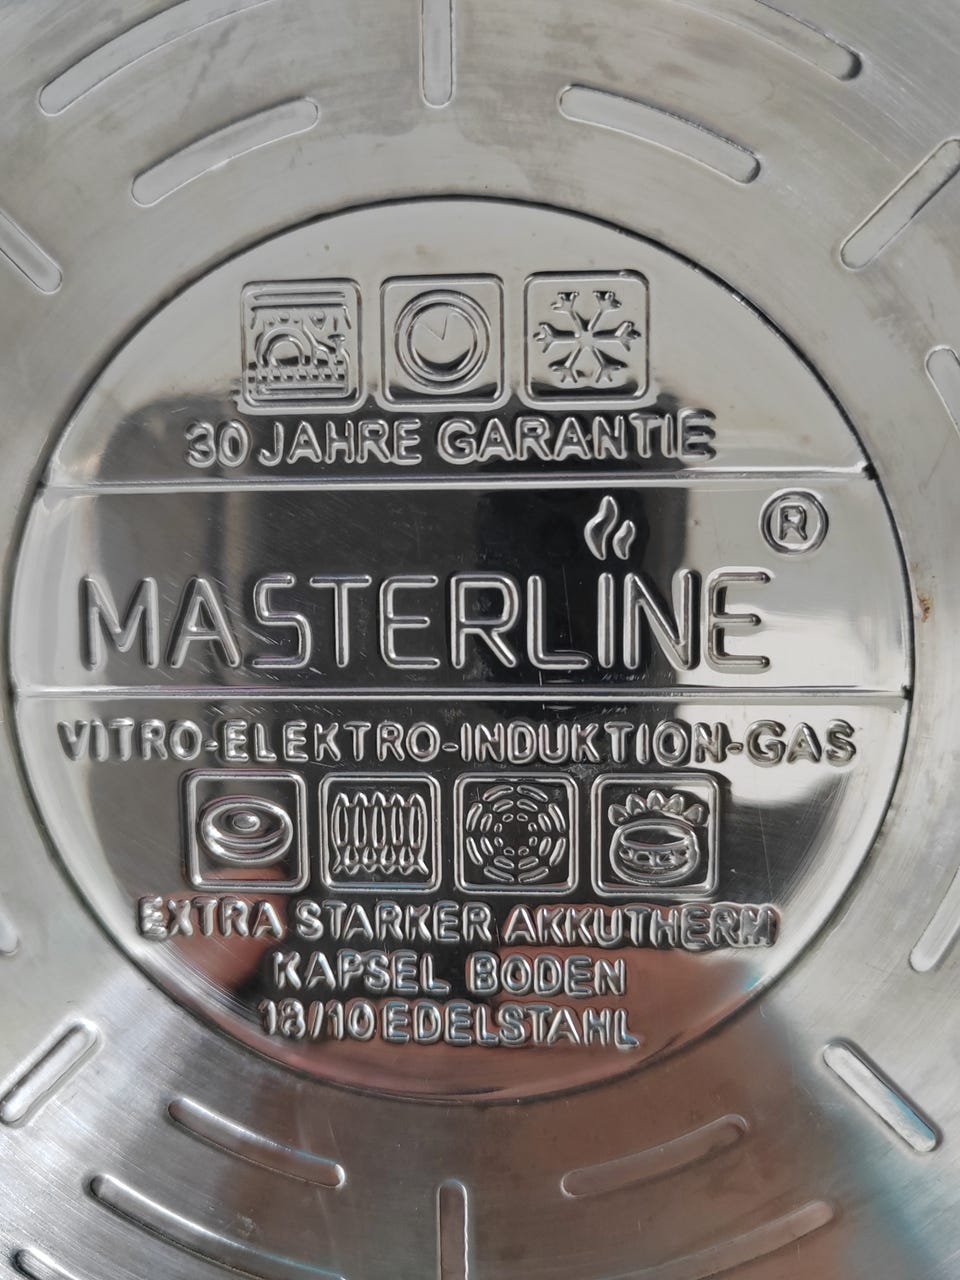 30 JAHRE GARANTIE
MASTERLINE ®
VITRO-ELEKTRO-INDUKTION-GAS
EXTRA STARKER AKKUTHERM
KAPSEL BODEN
18/10 EDELSTAHL